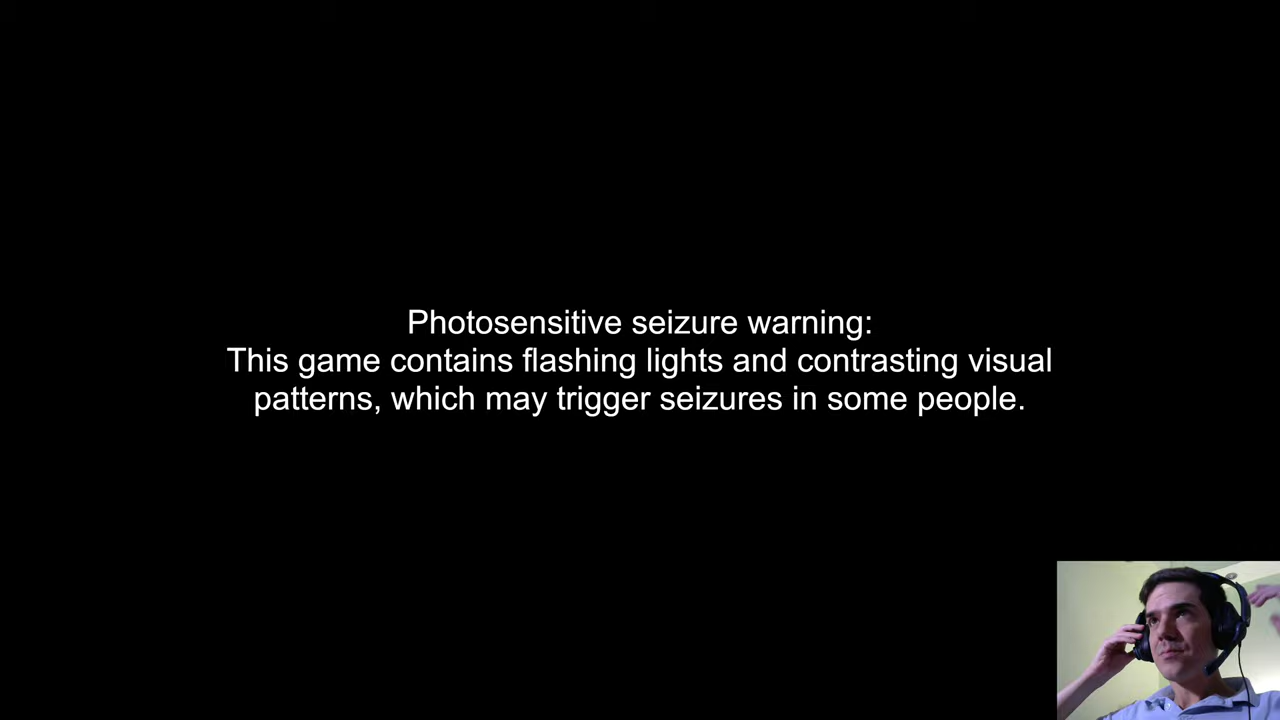 Photosensitive seizure warning:
This game contains flashing lights and contrasting visual
patterns, which may trigger seizures in some people.